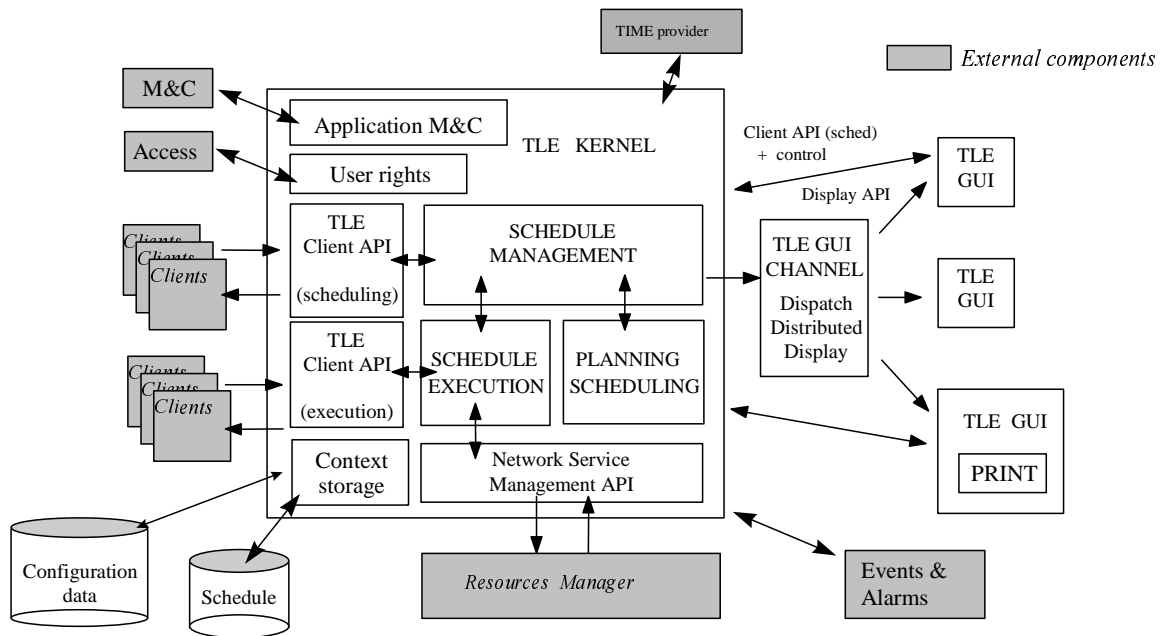 TIME provider
External components
M&C
Application M&C
TLE KERNEL
Access
User rights
Client API (sched)
+ control
TLE
GUI
Display API
Clients
Clients
Clients
TLE
Client API
(scheduling)
SCHEDULE
MANAGEMENT
TLE GUI
CHANNEL
Dispatch
Distributed
Display
TLE
GUI
Clients
Clients
Clients
TLE
Client API
(execution)
SCHEDULE
EXECUTION
PLANNING
SCHEDULING
TLE GUI
PRINT
Context
storage
Network Service
Management API
Configuration
data
Schedule
Resources Manager
Events &
Alarms